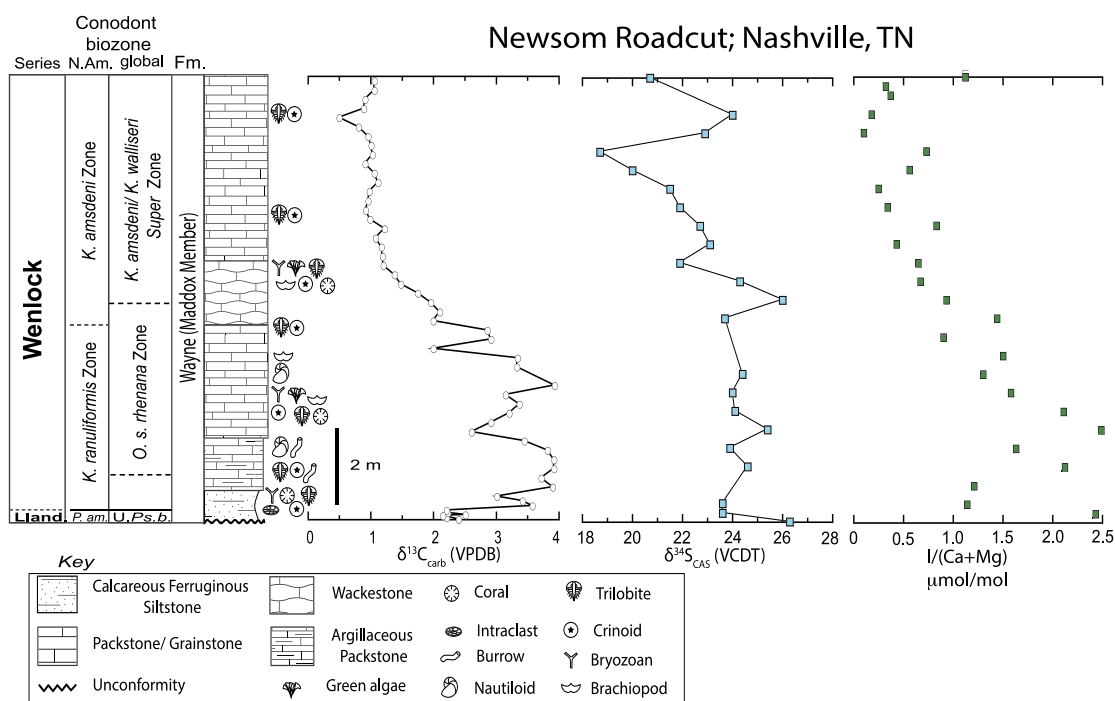 Newsom Roadcut; Nashville, TN
Conodont
biozone
Series N.Am. global Fm.
Wenlock
Lland.
K. amsdeni Zone
K. ranuliformis Zone
P. am.
K. amsdeni/ K. walliseri
Super Zone
O. s. rhenana Zone
U.Ps.b.
Wayne (Maddox Member)
2 m
0 1 2 3 4
δ¹³Ccarb (VPDB)
18 20 22 24 26 28
δ³⁴SCAS (VCDT)
0.5 1.0 1.5 2.0 2.5
I/(Ca+Mg)
μmol/mol
Key
Calcareous Ferruginous
Siltstone
Packstone/ Grainstone
Unconformity
Wackestone
Argillaceous
Packstone
Green algae
Coral
Intraclast
Burrow
Nautiloid
Trilobite
Crinoid
Bryozoan
Brachiopod